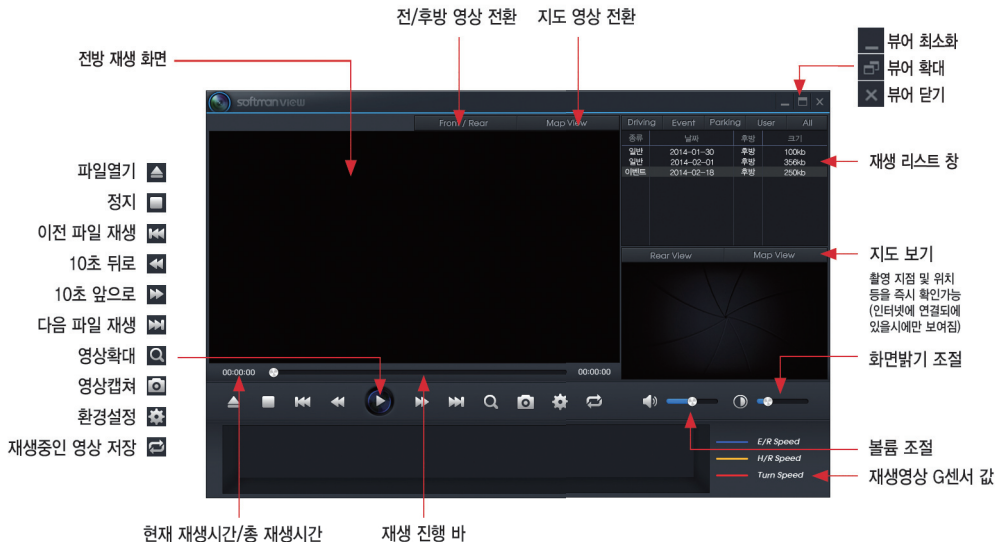 전/후방 영상 전환
지도 영상 전환
전방 재생 화면
뷰어 최소화
뷰어 확대
뷰어 닫기
softman view
Front / Rear
Map View
Driving Event Parking User All
종류 날짜 후방 크기
일반 2014-01-30 후방 100kb
일반 2014-02-01 후방 356kb
이벤트 2014-02-18 후방 250kb
재생 리스트 창
파일열기
정지
이전 파일 재생
10초 뒤로
10초 앞으로
다음 파일 재생
영상확대
영상캡쳐
환경설정
재생중인 영상 저장
Rear View
Map View
지도 보기
촬영 지점 및 위치
등을 즉시 확인가능
(인터넷에 연결되에
있을시에만 보여짐)
화면밝기 조절
00:00:00
00:00:00
E/R Speed
H/R Speed
Turn Speed
볼륨 조절
재생영상 G센서 값
현재 재생시간/총 재생시간
재생 진행 바